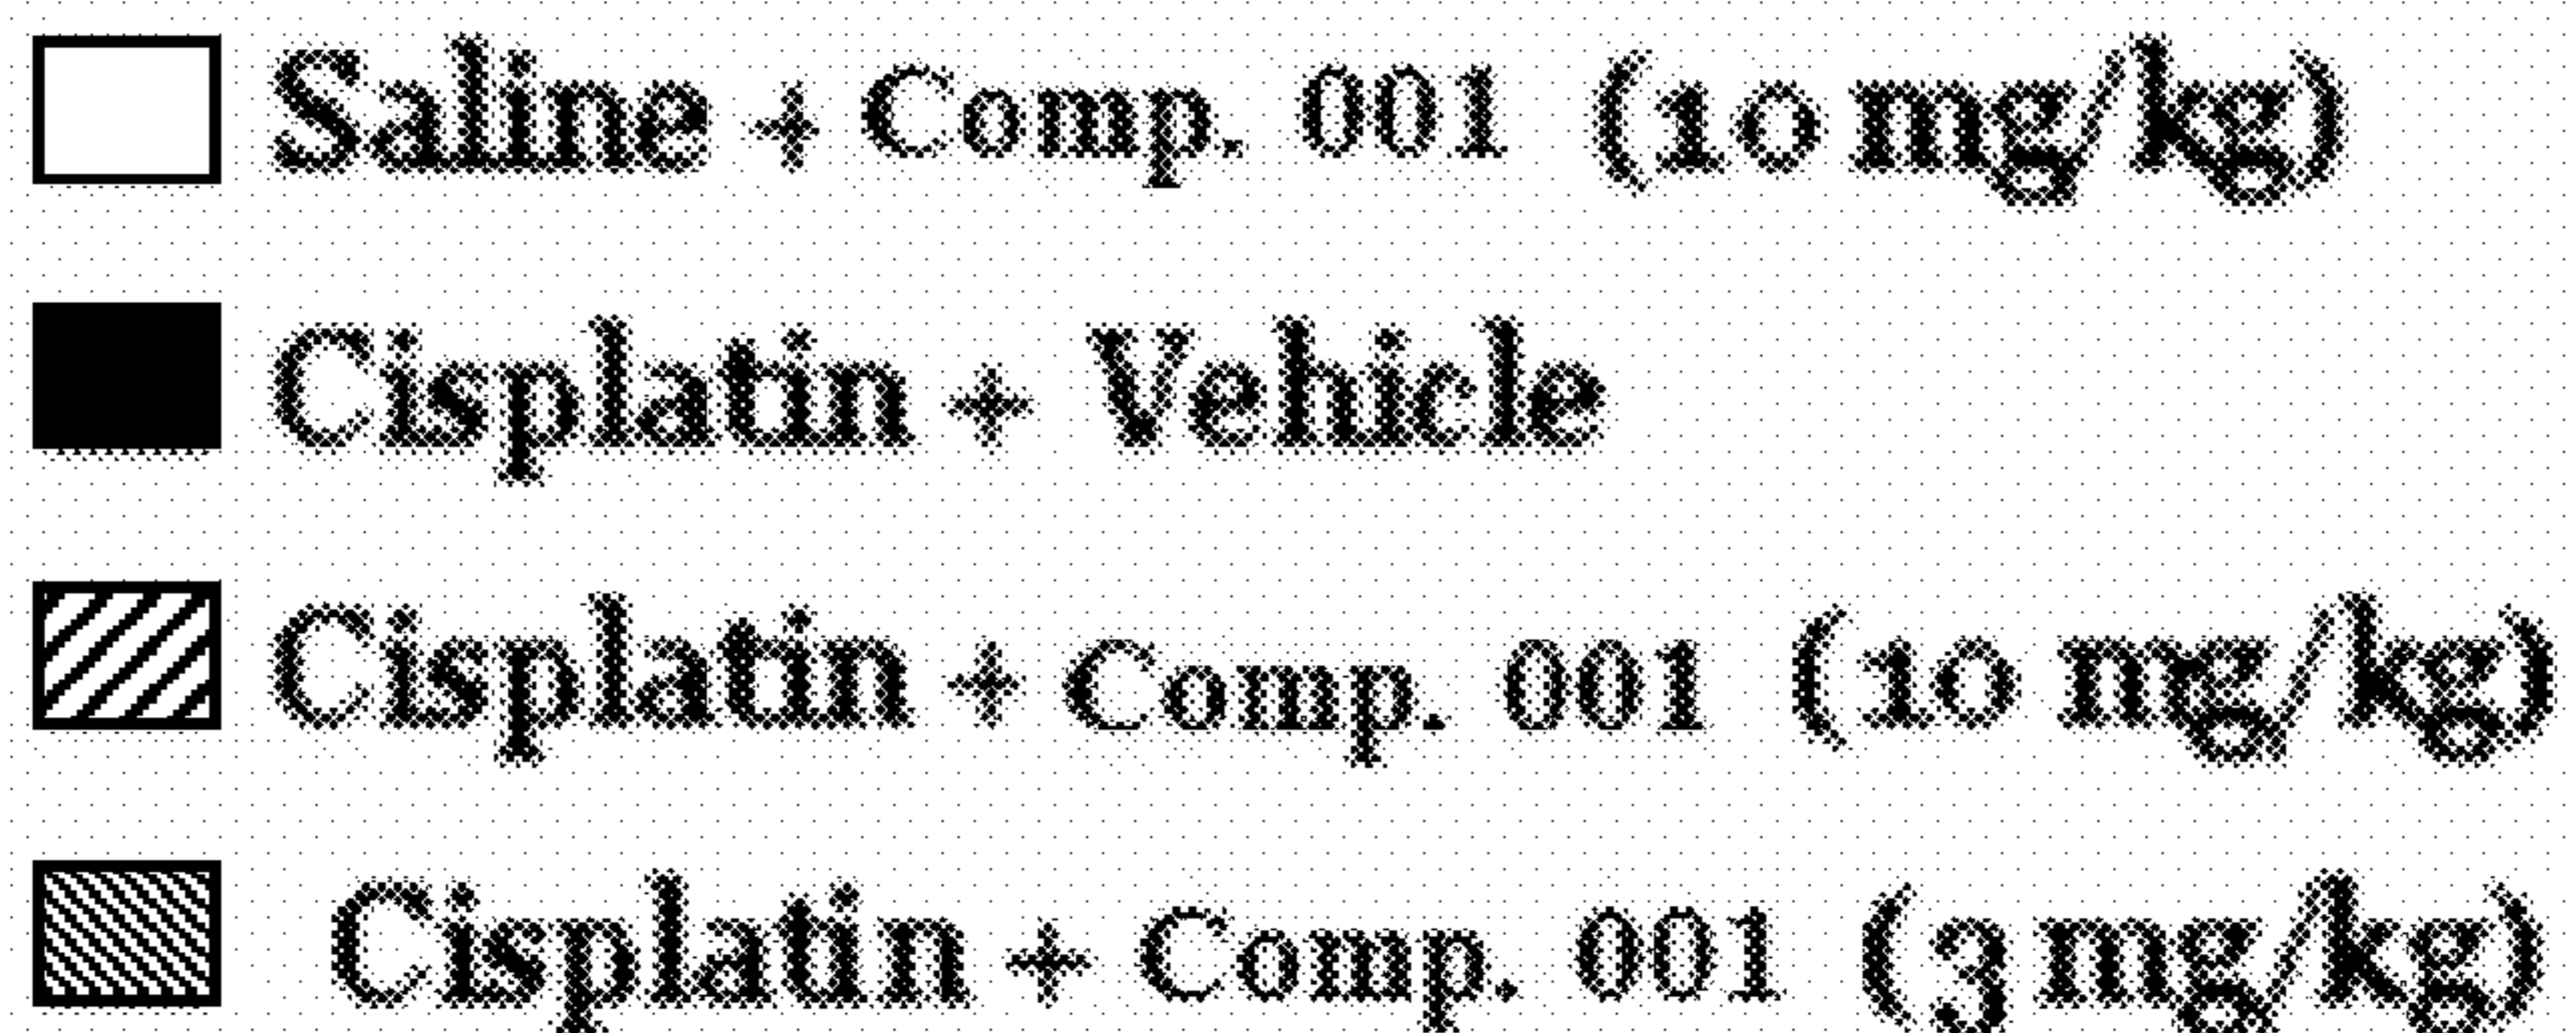 Saline + Comp. 001 (10 mg/kg)
Cisplatin + Vehicle
Cisplatin + Comp. 001 (10 mg/kg)
Cisplatin + Comp. 001 (3 mg/kg)